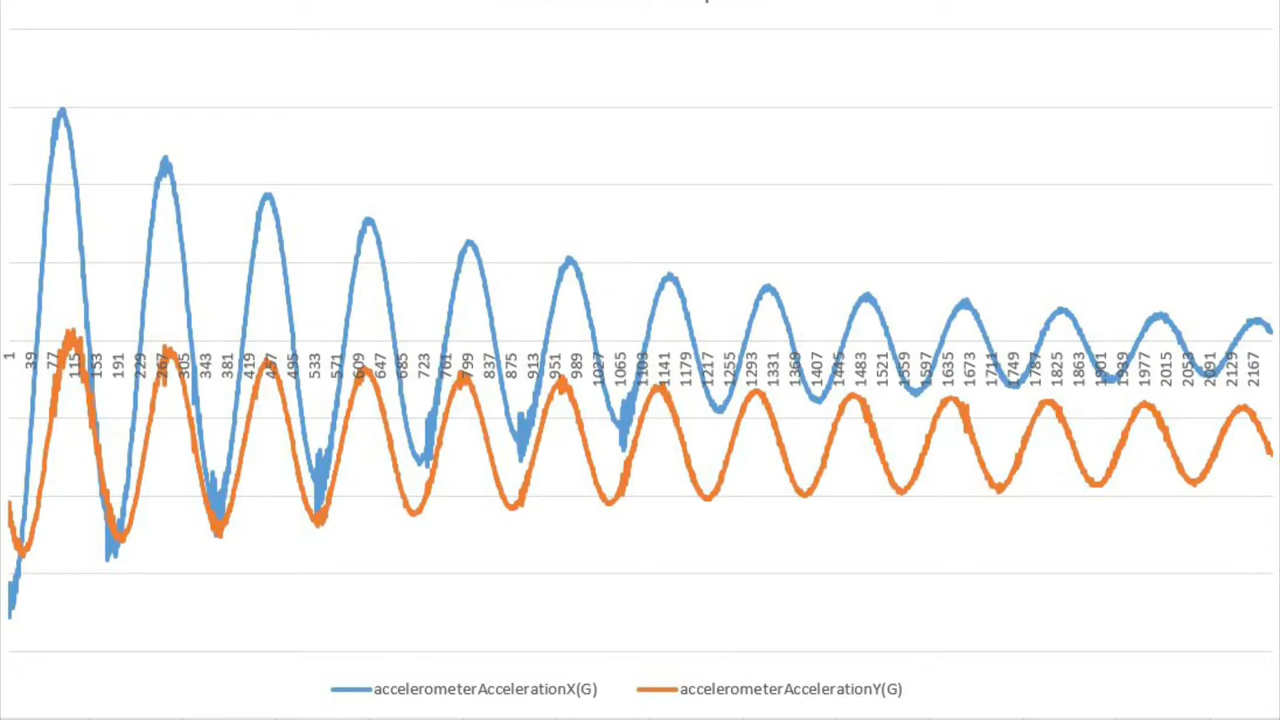 1 39 77 115 153 191 229 267 305 343 381 419 457 495 533 571 609 647 685 723 761 799 837 875 913 951 989 1027 1065 1103 1141 1179 1217 1255 1293 1331 1369 1407 1445 1483 1521 1559 1597 1635 1673 1711 1749 1787 1825 1863 1901 1939 1977 2015 2053 2091 2129 2167
accelerometerAccelerationX(G) accelerometerAccelerationY(G)